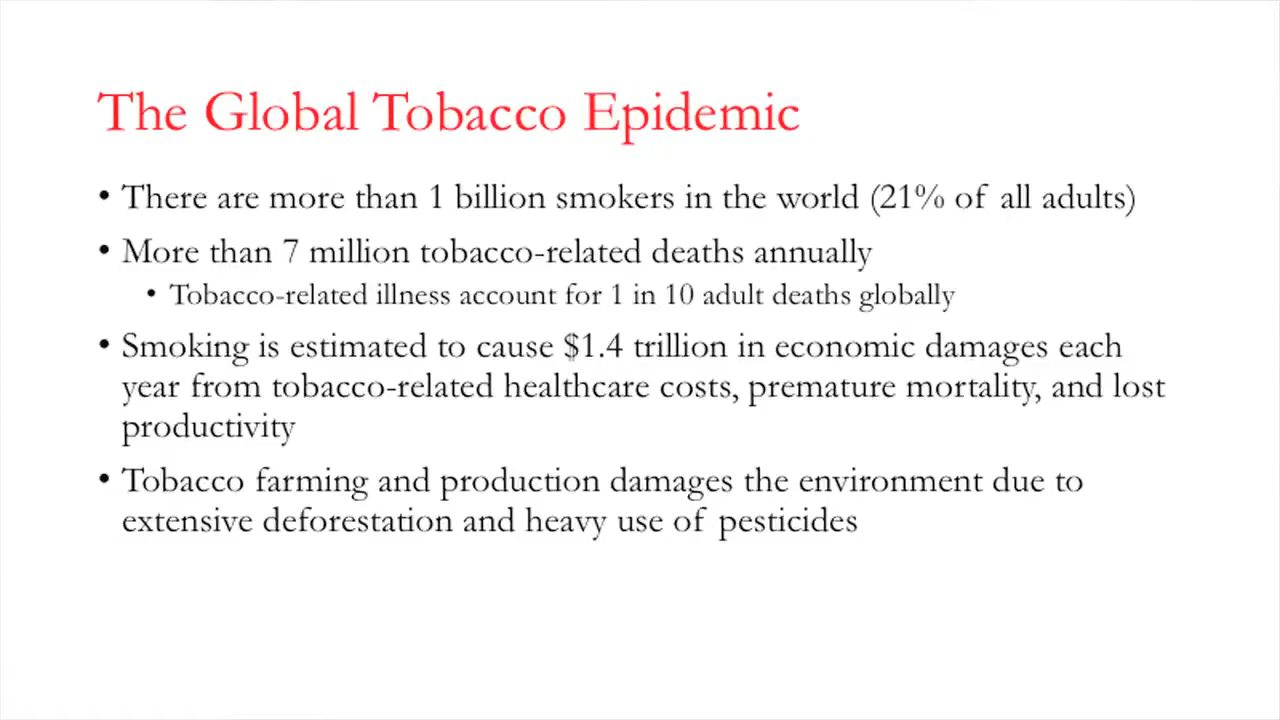 The Global Tobacco Epidemic
• There are more than 1 billion smokers in the world (21% of all adults)
• More than 7 million tobacco-related deaths annually
• Tobacco-related illness account for 1 in 10 adult deaths globally
• Smoking is estimated to cause $1.4 trillion in economic damages each
year from tobacco-related healthcare costs, premature mortality, and lost
productivity
• Tobacco farming and production damages the environment due to
extensive deforestation and heavy use of pesticides